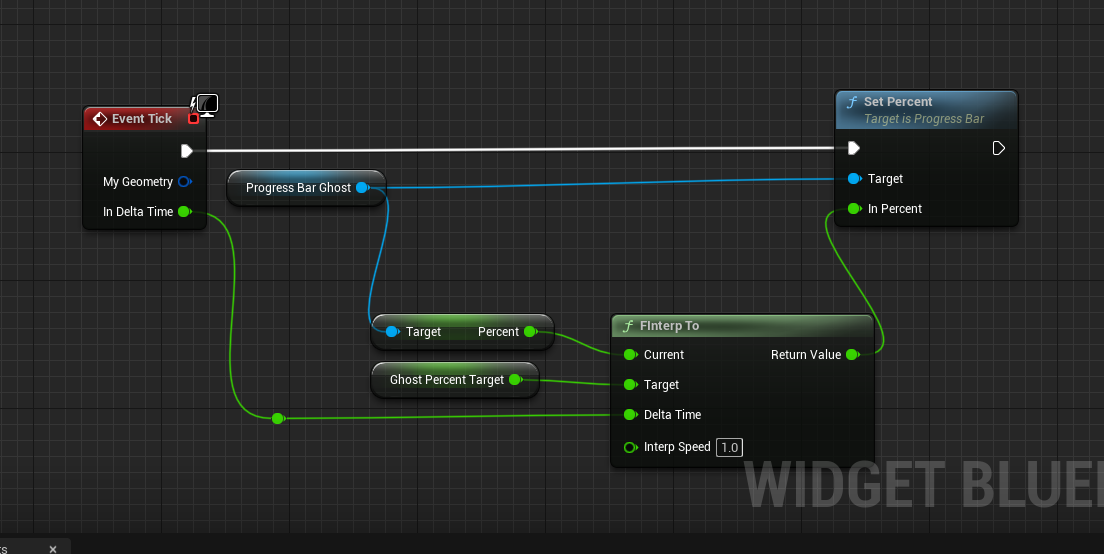 Event Tick
My Geometry
In Delta Time
Progress Bar Ghost
Set Percent
Target is Progress Bar
Target
In Percent
Target Percent
Ghost Percent Target
FInterp To
Current Return Value
Target
Delta Time
Interp Speed 1.0
WIDGET